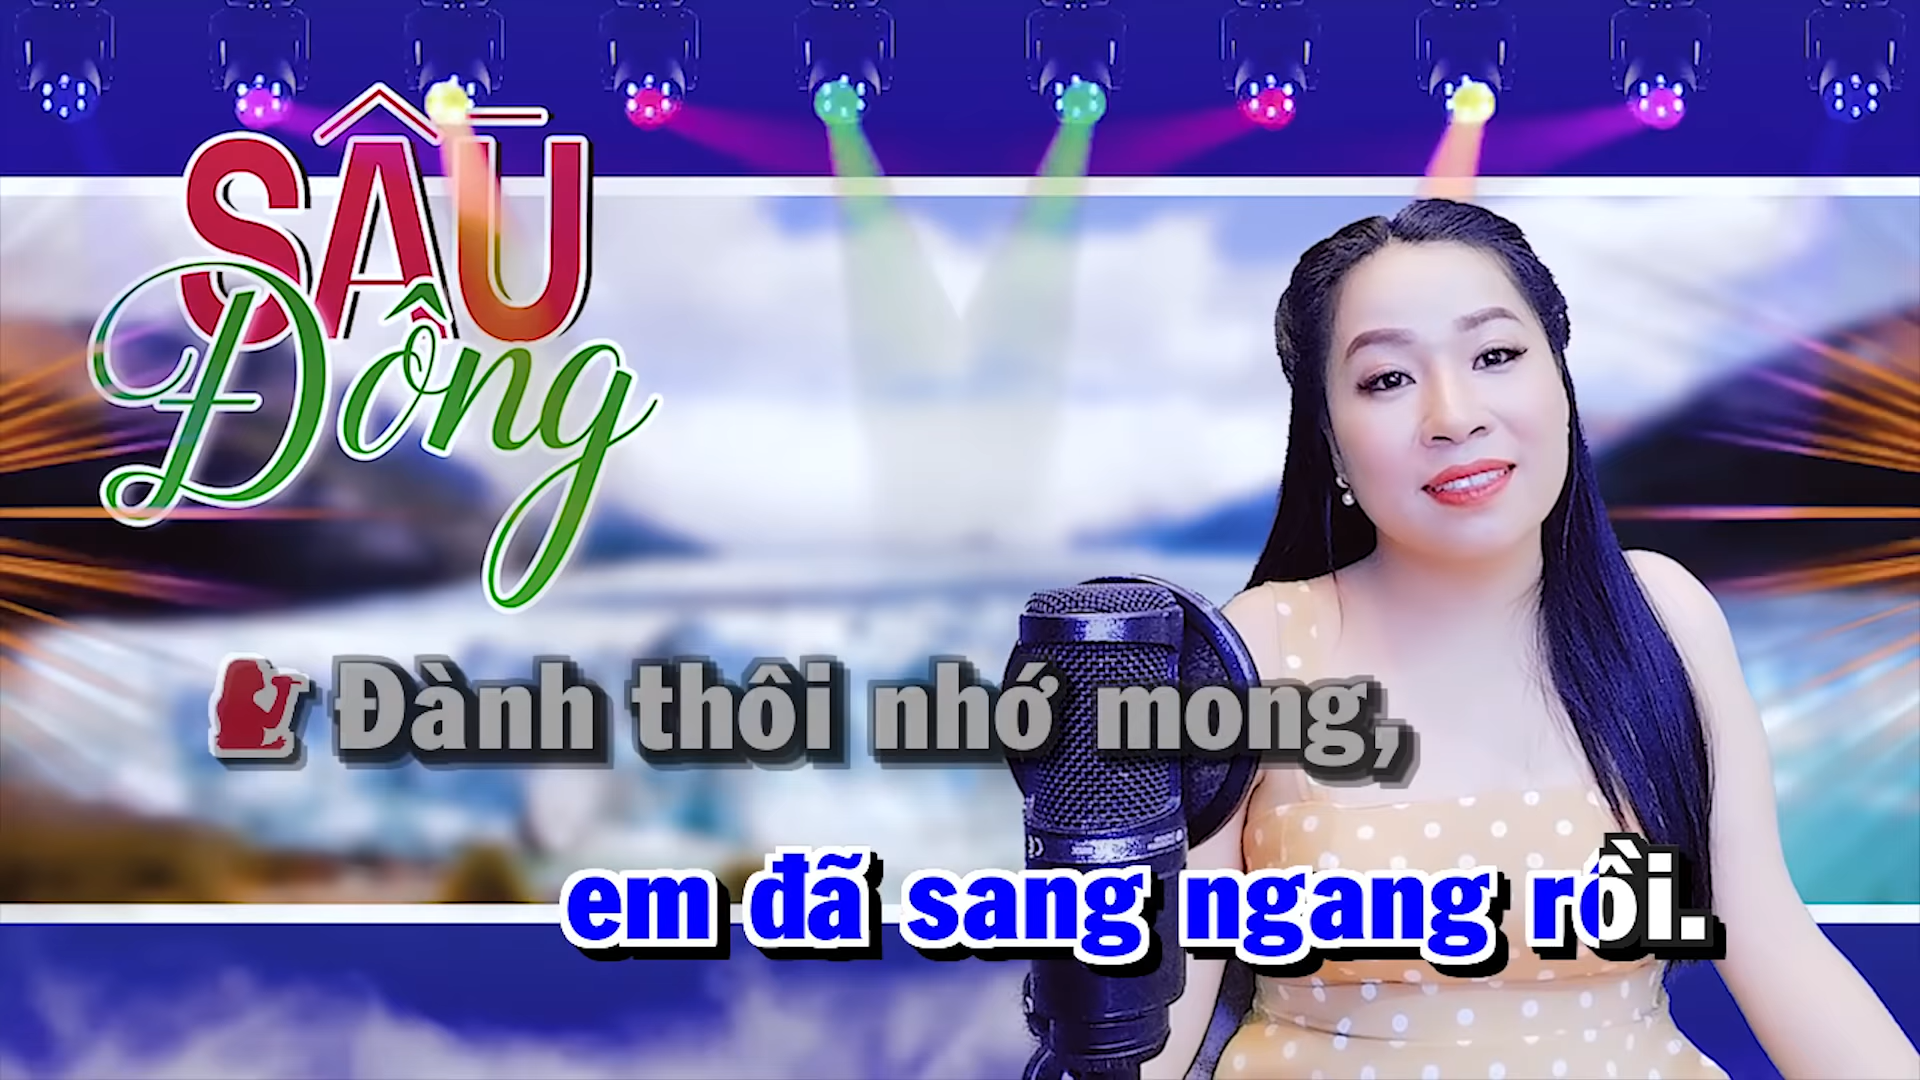 SẦU
Đông
Đành thôi nhớ mong,
em đã sang ngang rồi.